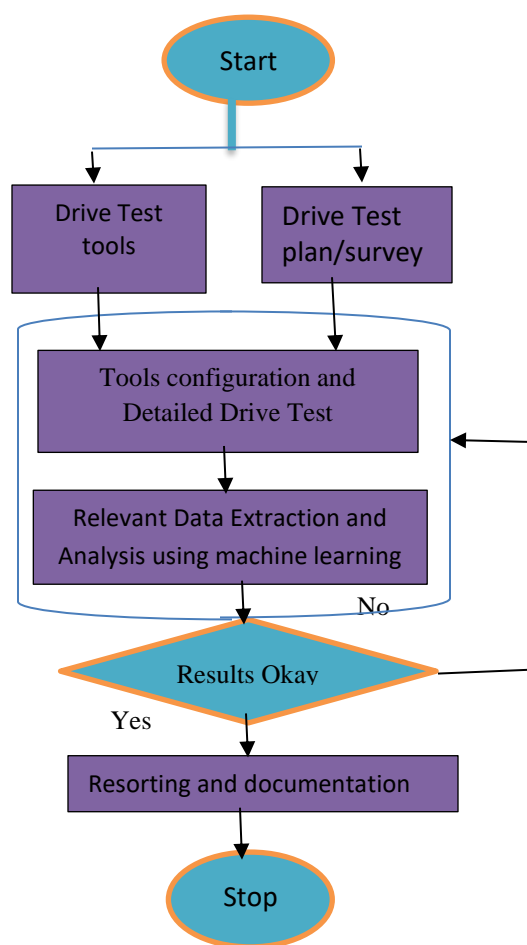 Start
Drive Test
tools
Drive Test
plan/survey
Tools configuration and
Detailed Drive Test
Relevant Data Extraction and
Analysis using machine learning
No
Results Okay
Yes
Resorting and documentation
Stop